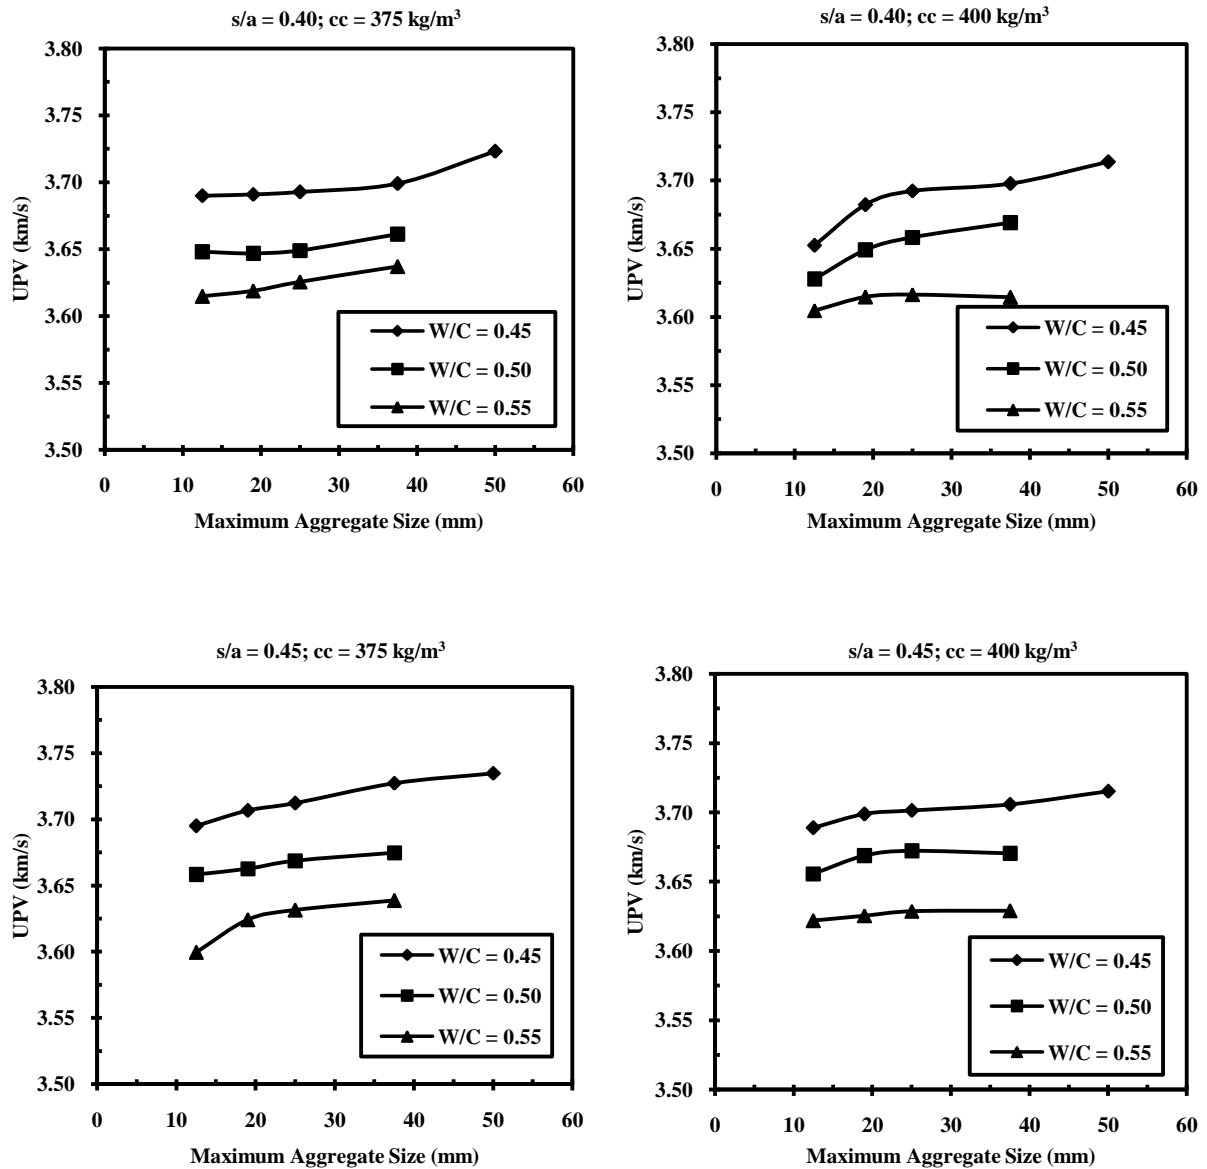 s/a = 0.40; cc = 375 kg/m³
3.80
3.75
3.70
3.65
3.60
3.55
3.50
UPV (km/s)
W/C = 0.45
W/C = 0.50
W/C = 0.55
0 10 20 30 40 50 60
Maximum Aggregate Size (mm)
s/a = 0.40; cc = 400 kg/m³
3.80
3.75
3.70
3.65
3.60
3.55
3.50
UPV (km/s)
W/C = 0.45
W/C = 0.50
W/C = 0.55
0 10 20 30 40 50 60
Maximum Aggregate Size (mm)
s/a = 0.45; cc = 375 kg/m³
3.80
3.75
3.70
3.65
3.60
3.55
3.50
UPV (km/s)
W/C = 0.45
W/C = 0.50
W/C = 0.55
0 10 20 30 40 50 60
Maximum Aggregate Size (mm)
s/a = 0.45; cc = 400 kg/m³
3.80
3.75
3.70
3.65
3.60
3.55
3.50
UPV (km/s)
W/C = 0.45
W/C = 0.50
W/C = 0.55
0 10 20 30 40 50 60
Maximum Aggregate Size (mm)